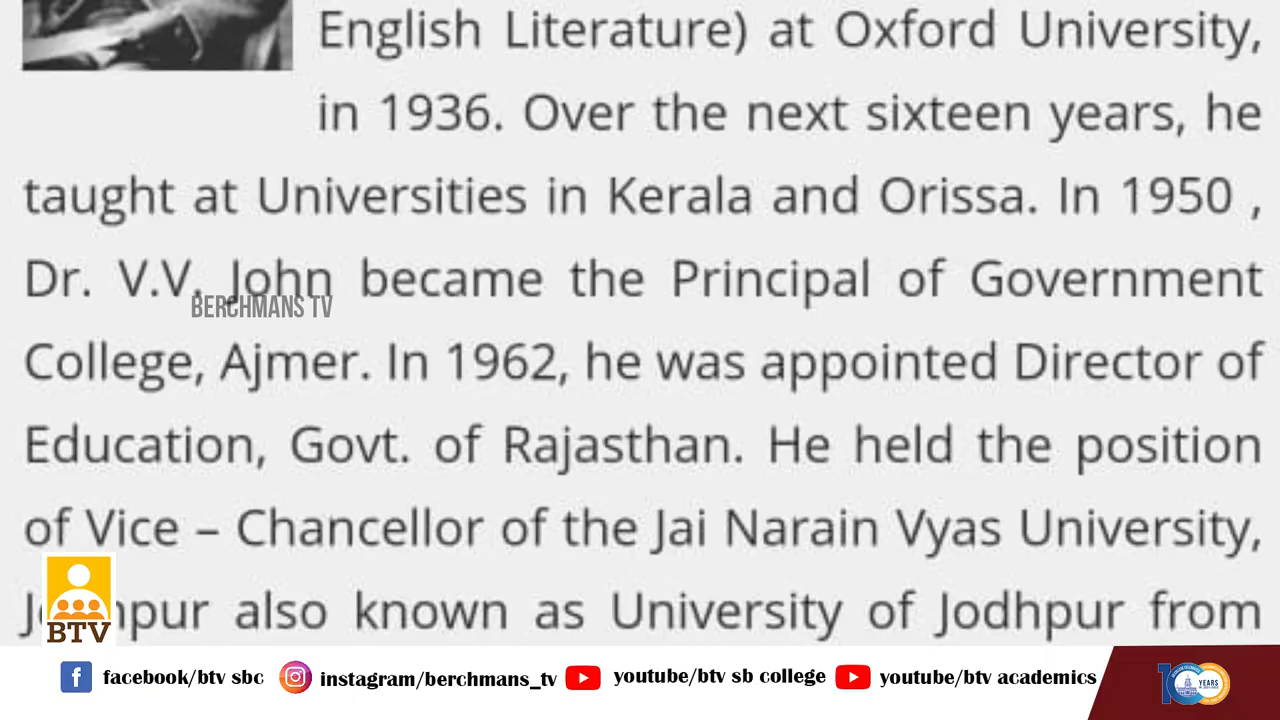 English Literature) at Oxford University,
in 1936. Over the next sixteen years, he
taught at Universities in Kerala and Orissa. In 1950 ,
Dr. V.V. John became the Principal of Government
BERCHMANS TV
College, Ajmer. In 1962, he was appointed Director of
Education, Govt. of Rajasthan. He held the position
of Vice – Chancellor of the Jai Narain Vyas University,
also known as University of Jodhpur from
BTV
facebook/btv sbc instagram/berchmans_tv youtube/btv sb college youtube/btv academics
100 YEARS